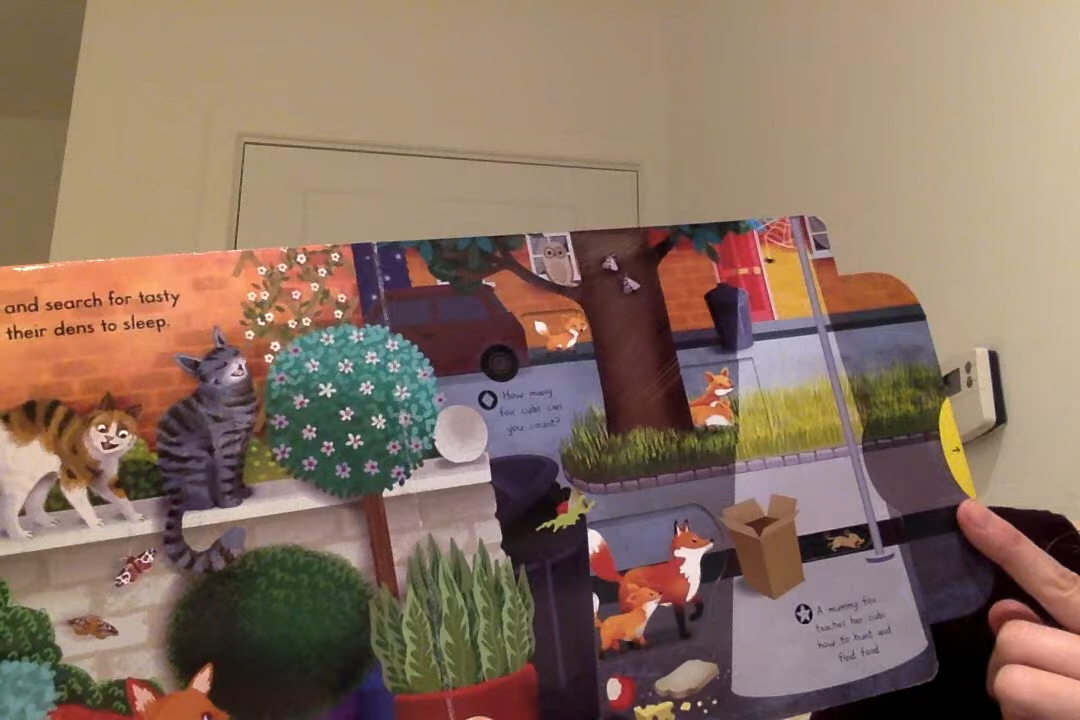 and search for tasty
their dens to sleep.
How many
fox cubs can
you count?
A mummy fox
teaches her cubs
how to hunt and
find food.